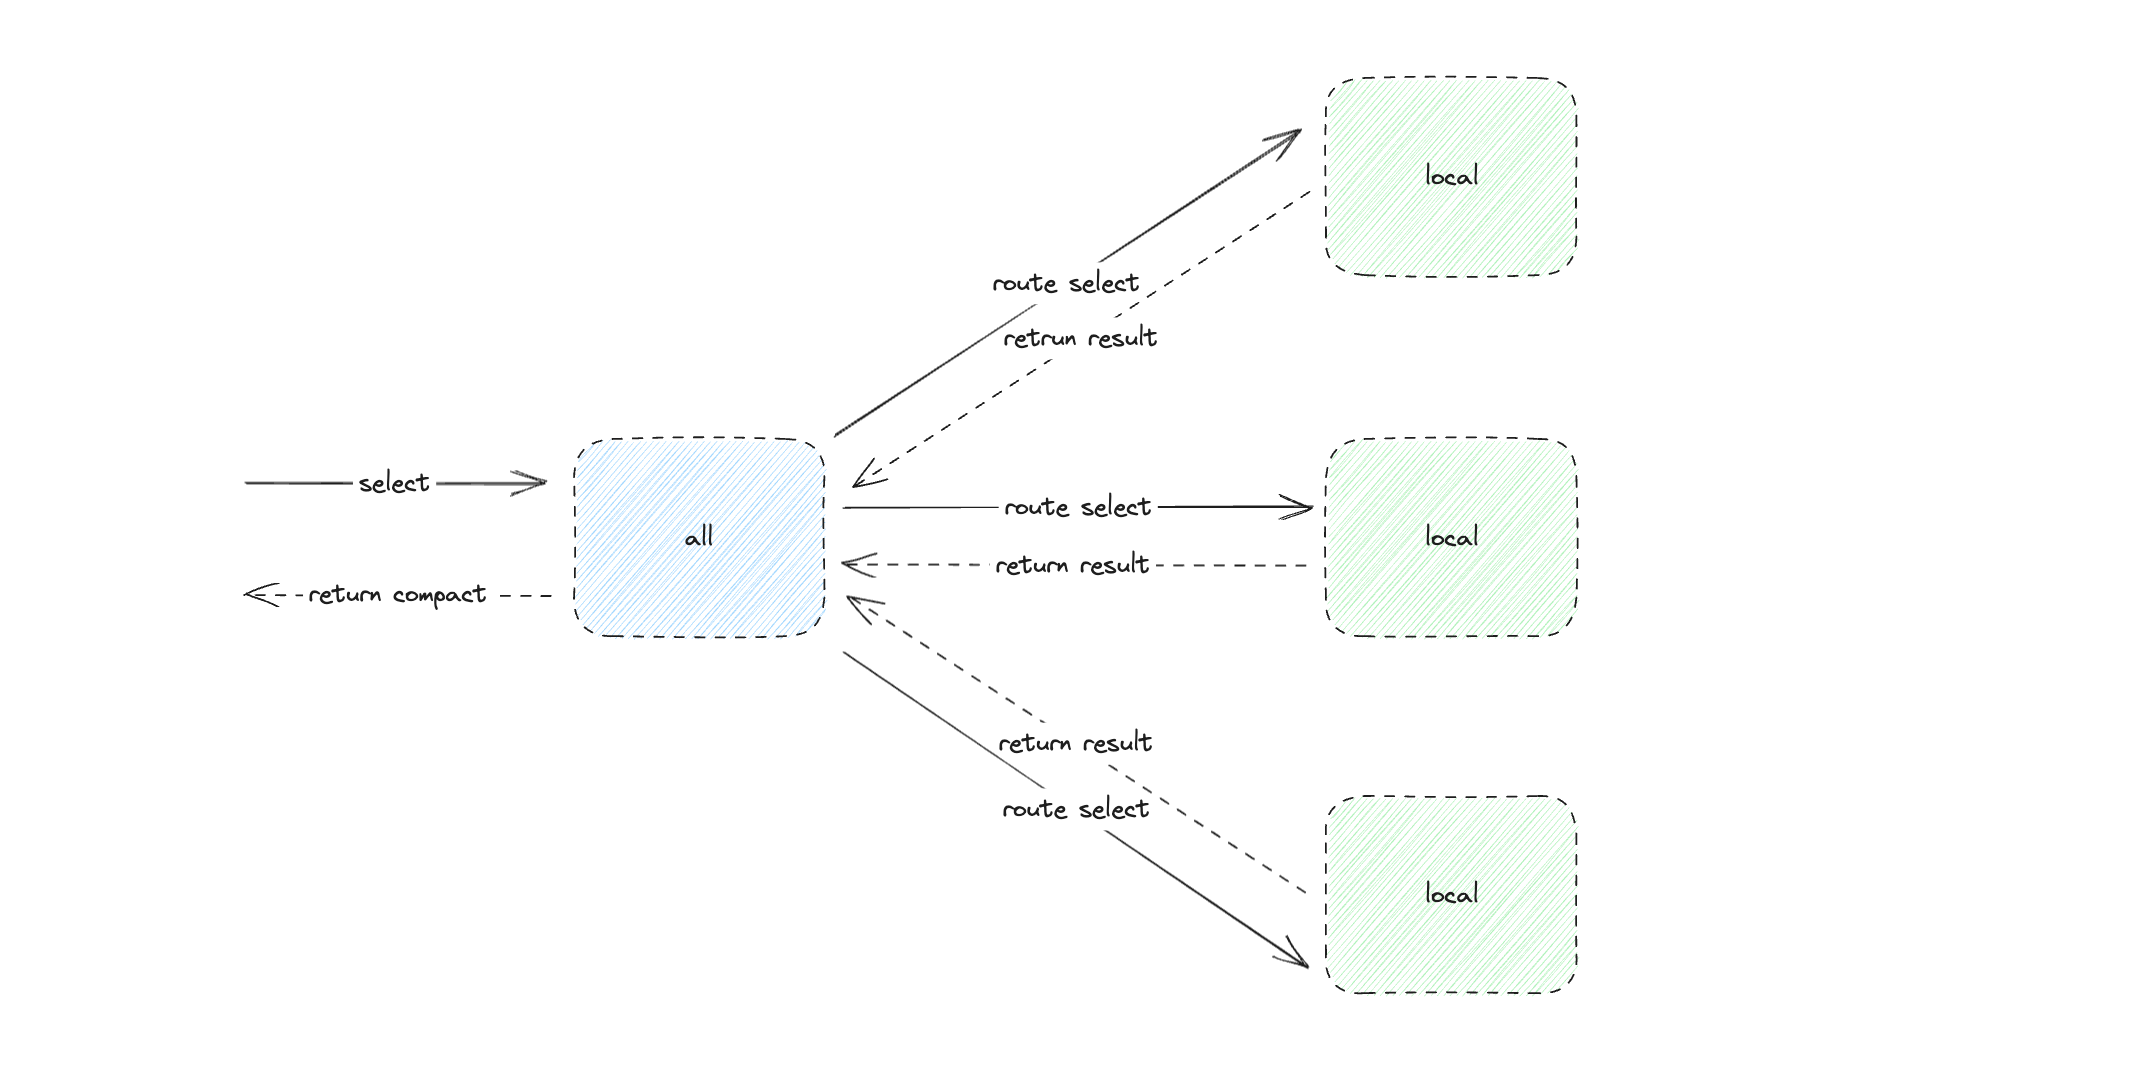 local
route select
retrun result
select
all
route select
local
return result
return compact
return result
route select
local